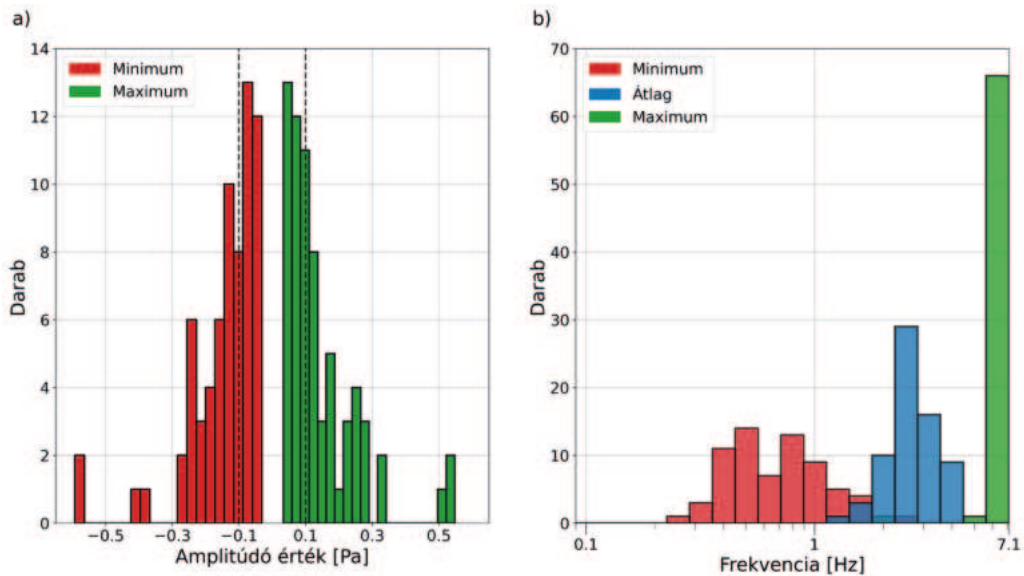 a)
Minimum
Maximum
14
12
10
8
6
4
2
0
Darab
−0.5
−0.3
−0.1
0.1
0.3
0.5
Amplitúdó érték [Pa]
b)
Minimum
Átlag
Maximum
70
60
50
40
30
20
10
0
Darab
0.1
1
7.1
Frekvencia [Hz]